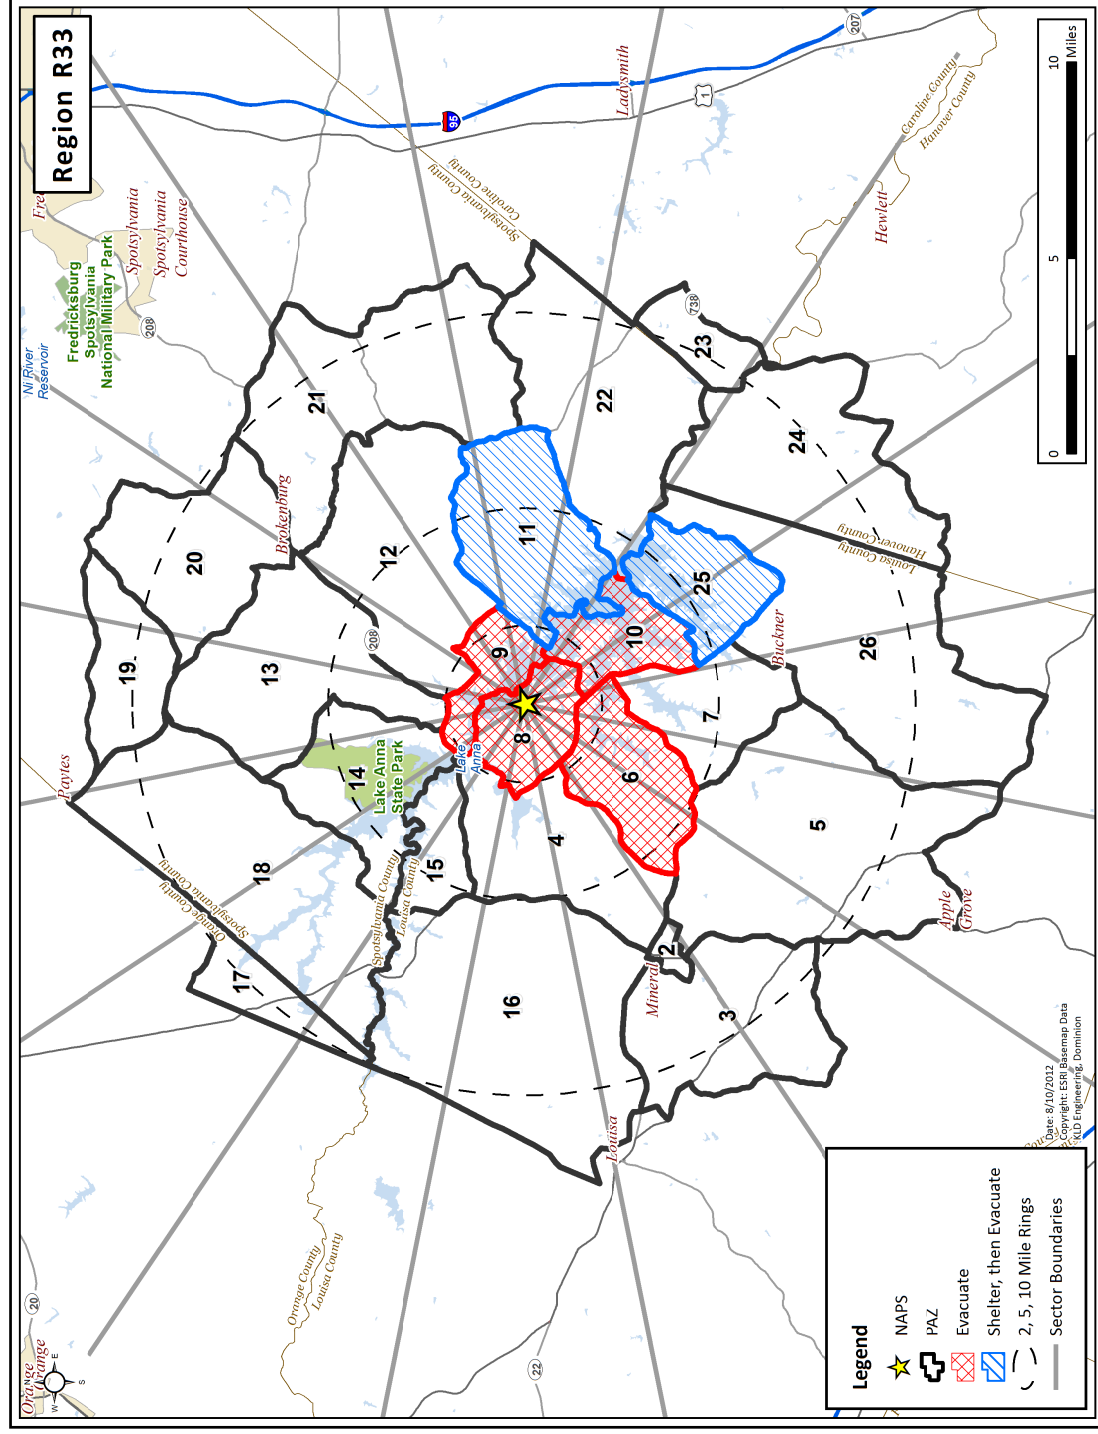 Region R33
207
95
1
Ladysmith
Caroline County
Hanover County
Hewlett
Spotsylvania County
Caroline County
Spotsylvania
Spotsylvania
Courthouse
Fredricksburg
Spotsylvania
National Military Park
208
Ni River
Reservoir
738
21
22
23
24
20
Brokenburg
12
11
25
Louisa County
Hanover County
19
13
208
9
10
Buckner
26
Paytes
8
7
Lake
Anna
14
Lake Anna
State Park
6
5
4
15
18
Orange County
Spotsylvania County
Orange County
Spotsylvania
Spotsylvania County
Louisa County
17
16
2
Mineral
3
Apple
Grove
Louisa
Orange County
Louisa County
22
20
Orange
Orange
N
E
S
W
0
5
10
Miles
Legend
NAPS
PAZ
Evacuate
Shelter, then Evacuate
2, 5, 10 Mile Rings
Sector Boundaries
Date: 8/10/2012
Copyright: ESRI Basemap Data
KLD Engineering, Dominion